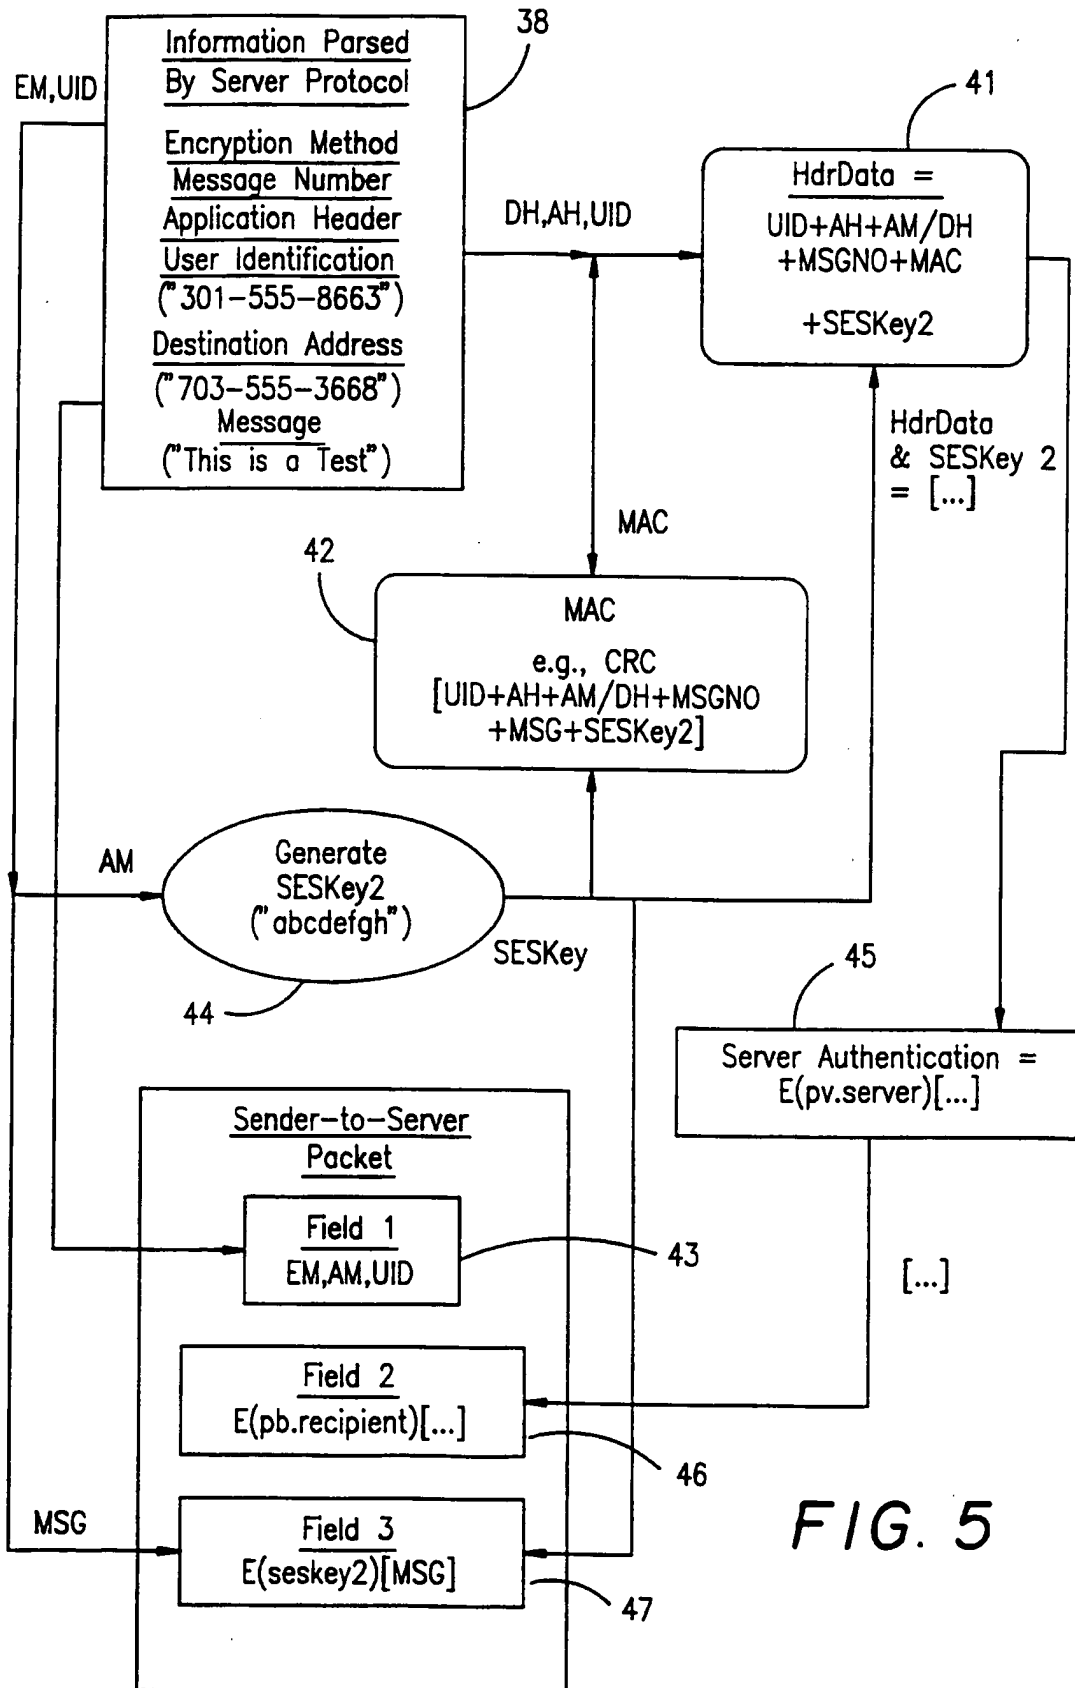 38
Information Parsed
By Server Protocol
EM,UID
Encryption Method
Message Number
Application Header
User Identification
("301-555-8663")
Destination Address
("703-555-3668")
Message
("This is a Test")
DH,AH,UID
41
HdrData =
UID+AH+AM/DH
+MSGNO+MAC
+SESKey2
HdrData
& SESKey 2
= [...]
MAC
42
MAC
e.g., CRC
[UID+AH+AM/DH+MSGNO
+MSG+SESKey2]
AM
Generate
SESKey2
("abcdefgh")
SESKey
44
45
Server Authentication =
E(pv.server)[...]
Sender-to-Server
Packet
Field 1
EM,AM,UID
43
[...]
Field 2
E(pb.recipient)[...]
46
MSG
Field 3
E(seskey2)[MSG]
47
FIG. 5